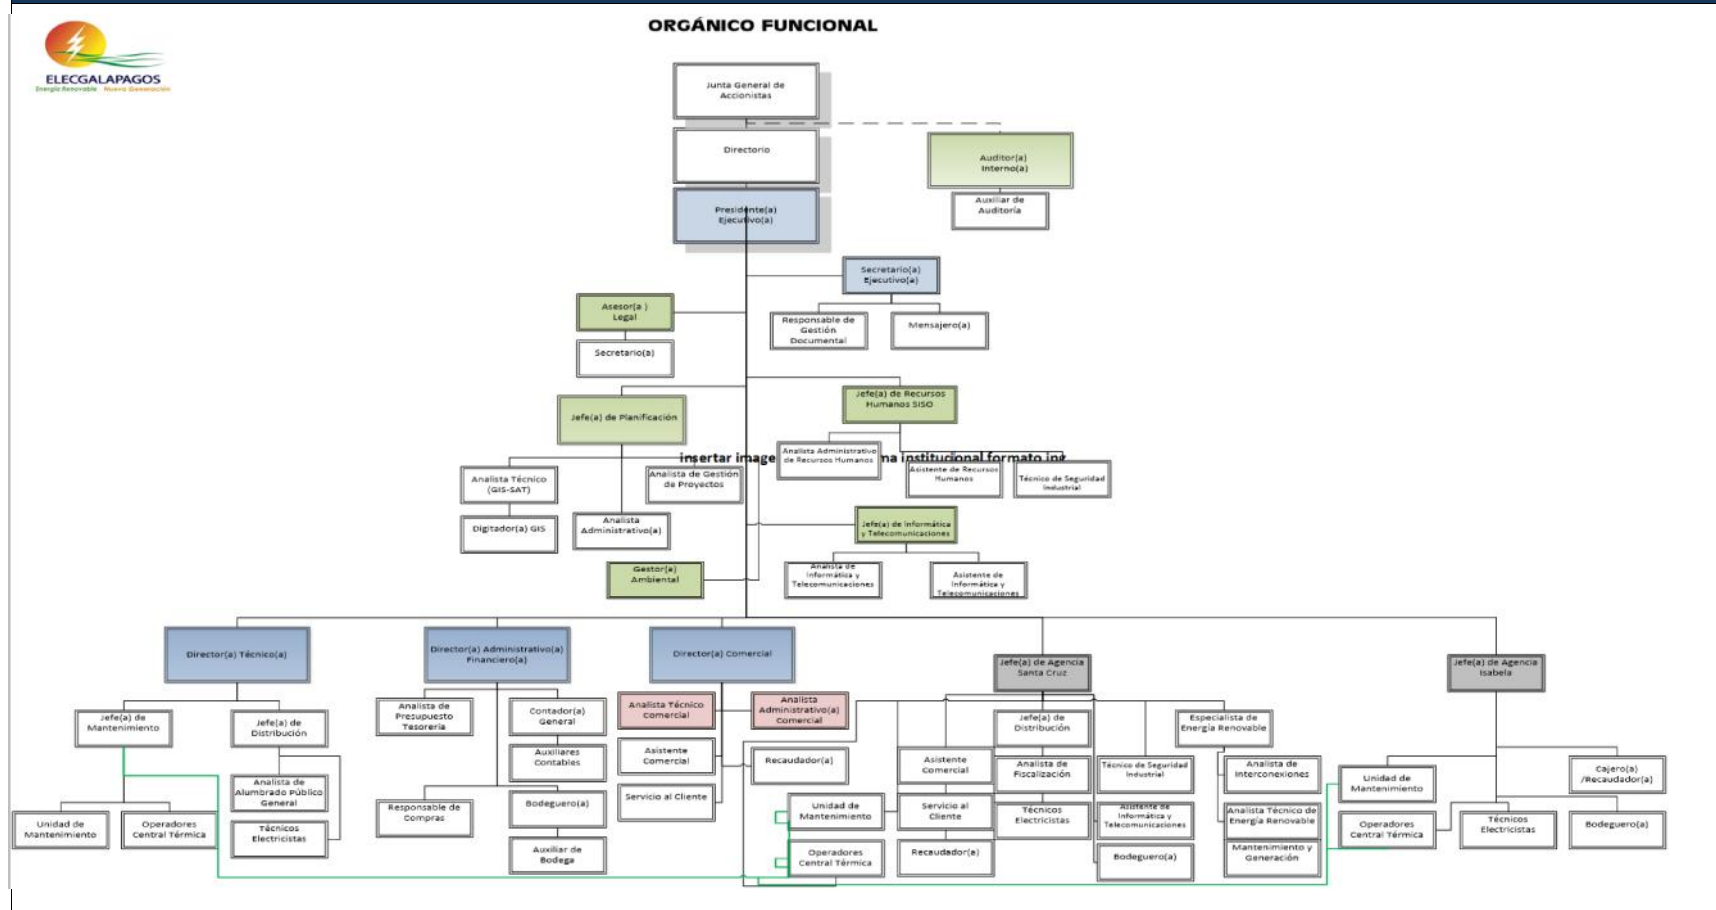 ORGÁNICO FUNCIONAL
ELECGALAPAGOS
Energía Renovable Nueva Generación
Junta General de
Accionistas
Directorio
Auditor(a)
Interno(a)
Auxiliar de
Auditoría
Presidente(a)
Ejecutivo(a)
Secretario(a)
Ejecutivo(a)
Responsable de
Gestión
Documental
Mensajero(a)
Asesor(a )
Legal
Secretario(a)
Jefe(a) de Planificación
Jefe(a) de Recursos
Humanos SISO
insertar image
na institucional formato jpg
Analista Administrativo
de Recursos Humanos
Asistente de Recursos
Humanos
Técnico de Seguridad
Industrial
Analista Técnico
(GIS-SAT)
Analista de Gestión
de Proyectos
Digitador(a) GIS
Analista
Administrativo(a)
Jefe(a) de Informática
y Telecomunicaciones
Gestor(a)
Ambiental
Analista de
Informática y
Telecomunicaciones
Asistente de
Informática y
Telecomunicaciones
Director(a) Técnico(a)
Director(a) Administrativo(a)
Financiero(a)
Director(a) Comercial
Jefe(a) de Agencia
Santa Cruz
Jefe(a) de Agencia
Isabela
Jefe(a) de
Mantenimiento
Jefe(a) de
Distribución
Analista de
Alumbrado Público
General
Técnicos
Electricistas
Unidad de
Mantenimiento
Operadores
Central Térmica
Analista de
Presupuesto
Tesorería
Contador(a)
General
Auxiliares
Contables
Responsable de
Compras
Bodeguero(a)
Auxiliar de
Bodega
Analista Técnico
Comercial
Analista
Administrativo(a)
Comercial
Asistente
Comercial
Recaudador(a)
Servicio al Cliente
Unidad de
Mantenimiento
Operadores
Central Térmica
Asistente
Comercial
Servicio al
Cliente
Recaudador(a)
Jefe(a) de
Distribución
Analista de
Fiscalización
Técnicos
Electricistas
Técnico de Seguridad
Industrial
Asistente de
Informática y
Telecomunicaciones
Bodeguero(a)
Especialista de
Energía Renovable
Analista de
Interconexiones
Analista Técnico de
Energía Renovable
Mantenimiento y
Generación
Unidad de
Mantenimiento
Operadores
Central Térmica
Técnicos
Electricistas
Cajero(a)
/Recaudador(a)
Bodeguero(a)